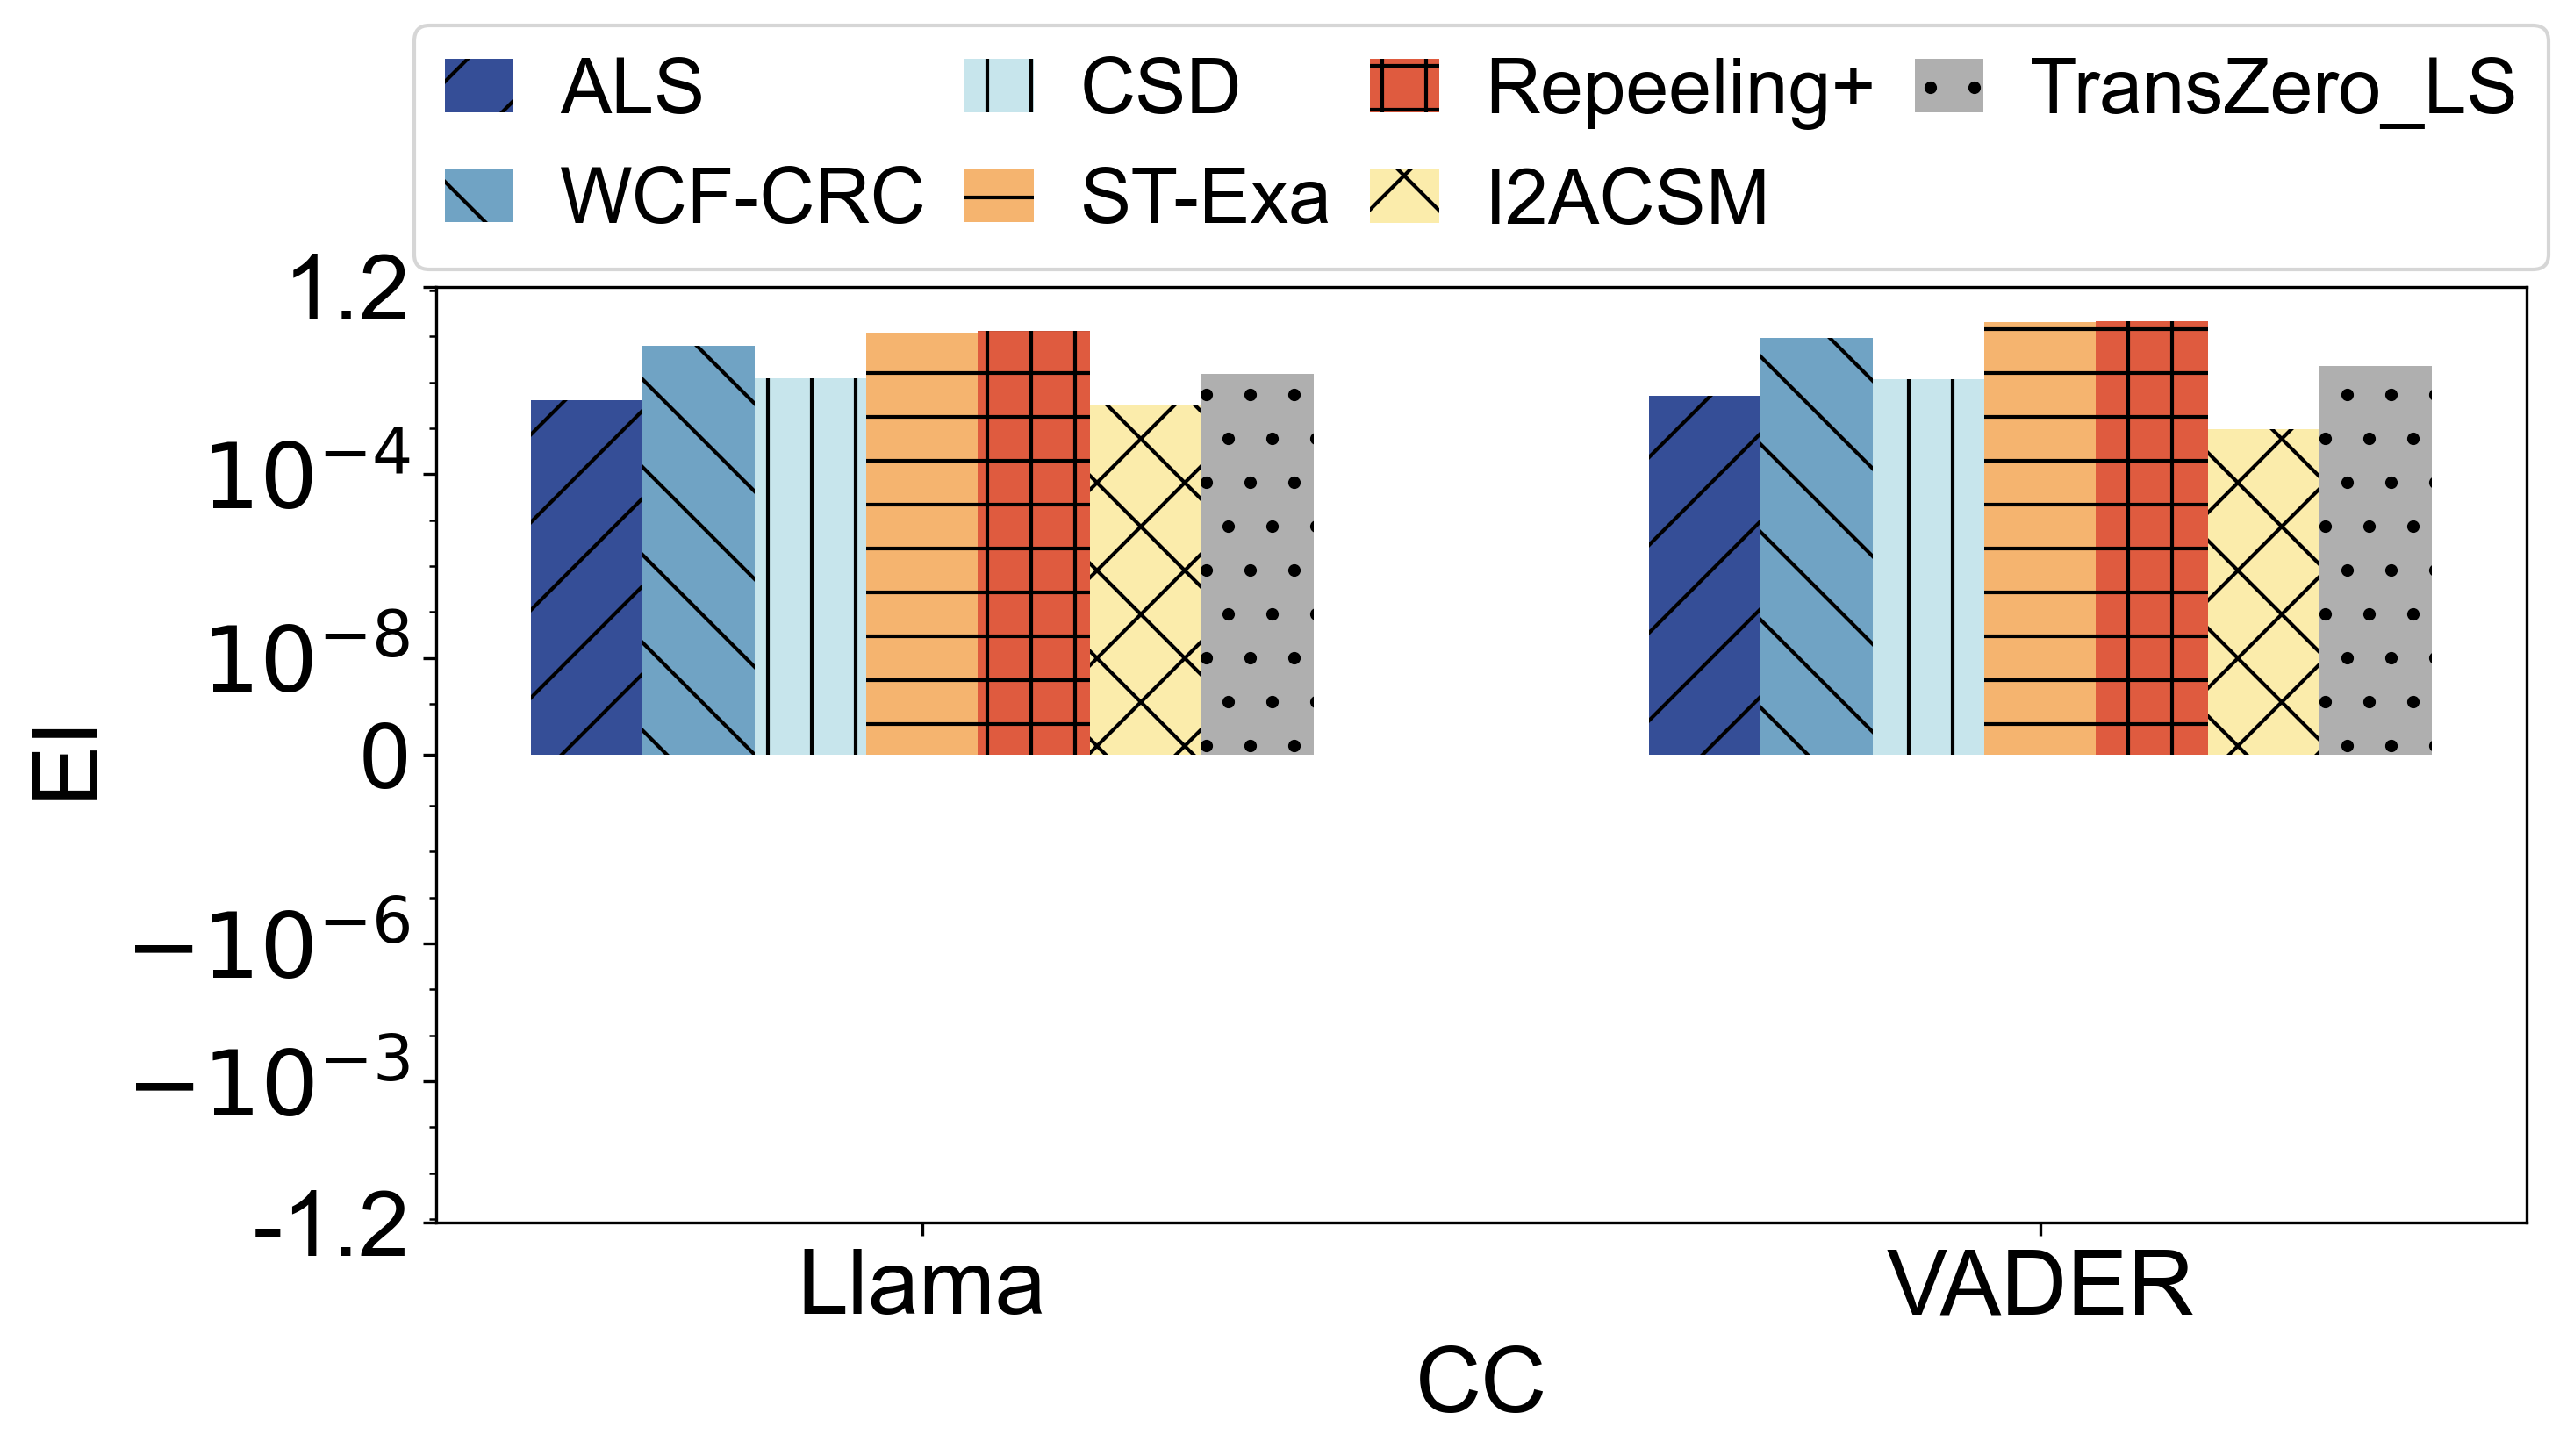 ALS CSD Repeeling+ TransZero_LS
WCF-CRC ST-Exa I2ACSM
1.2
10⁻⁴
10⁻⁸
0
−10⁻⁶
−10⁻³
-1.2
EI
Llama VADER
CC